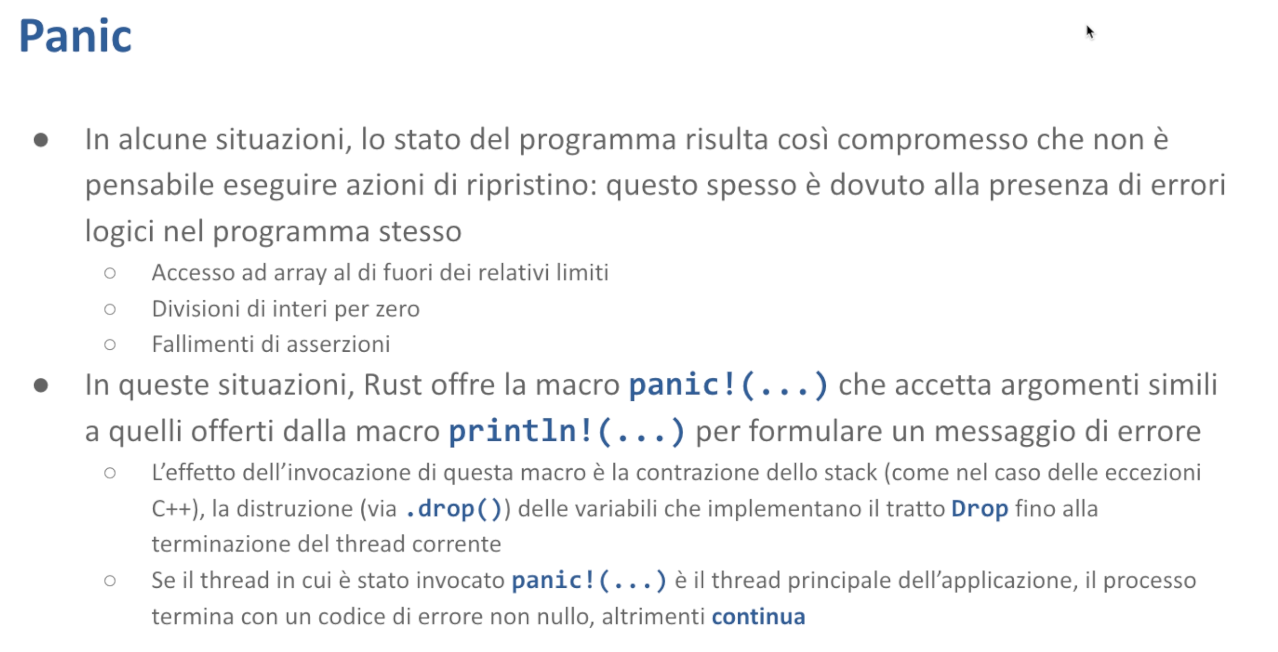 Panic
● In alcune situazioni, lo stato del programma risulta così compromesso che non è
pensabile eseguire azioni di ripristino: questo spesso è dovuto alla presenza di errori
logici nel programma stesso
○ Accesso ad array al di fuori dei relativi limiti
○ Divisioni di interi per zero
○ Fallimenti di asserzioni
● In queste situazioni, Rust offre la macro panic!(...) che accetta argomenti simili
a quelli offerti dalla macro println!(...) per formulare un messaggio di errore
○ L’effetto dell’invocazione di questa macro è la contrazione dello stack (come nel caso delle eccezioni
C++), la distruzione (via .drop()) delle variabili che implementano il tratto Drop fino alla
terminazione del thread corrente
○ Se il thread in cui è stato invocato panic!(...) è il thread principale dell’applicazione, il processo
termina con un codice di errore non nullo, altrimenti continua